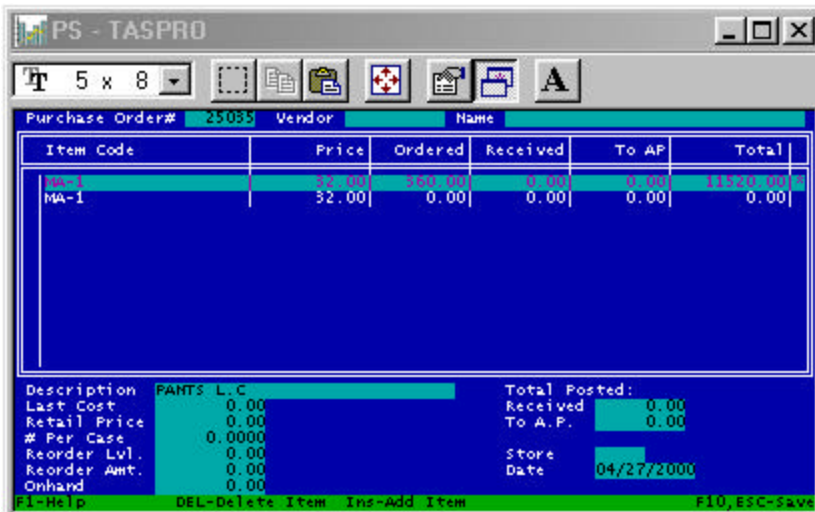 PS - TASPRO
5 x 8 A
Purchase Order# 25035 Vendor Name
Item Code Price Ordered Received To AP Total
MA-1 32.00 360.00 0.00 0.00 11520.00*
MA-1 32.00 0.00 0.00 0.00 0.00
Description PANTS L.C Total Posted:
Last Cost 0.00 Received 0.00
Retail Price 0.00 To A.P. 0.00
# Per Case 0.0000
Reorder Lvl. 0.00 Store
Reorder Amt. 0.00 Date 04/27/2000
Onhand 0.00
F1-Help DEL-Delete Item Ins-Add Item F10,ESC-Save